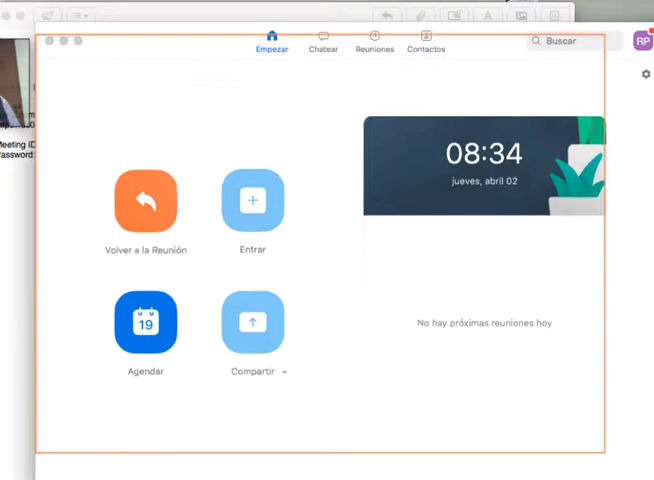 Empezar
Chatear
Reuniones
Contactos
Buscar
RP
Meeting ID
Password:
08:34
jueves, abril 02
Volver a la Reunión
Entrar
19
Agendar
Compartir
No hay próximas reuniones hoy